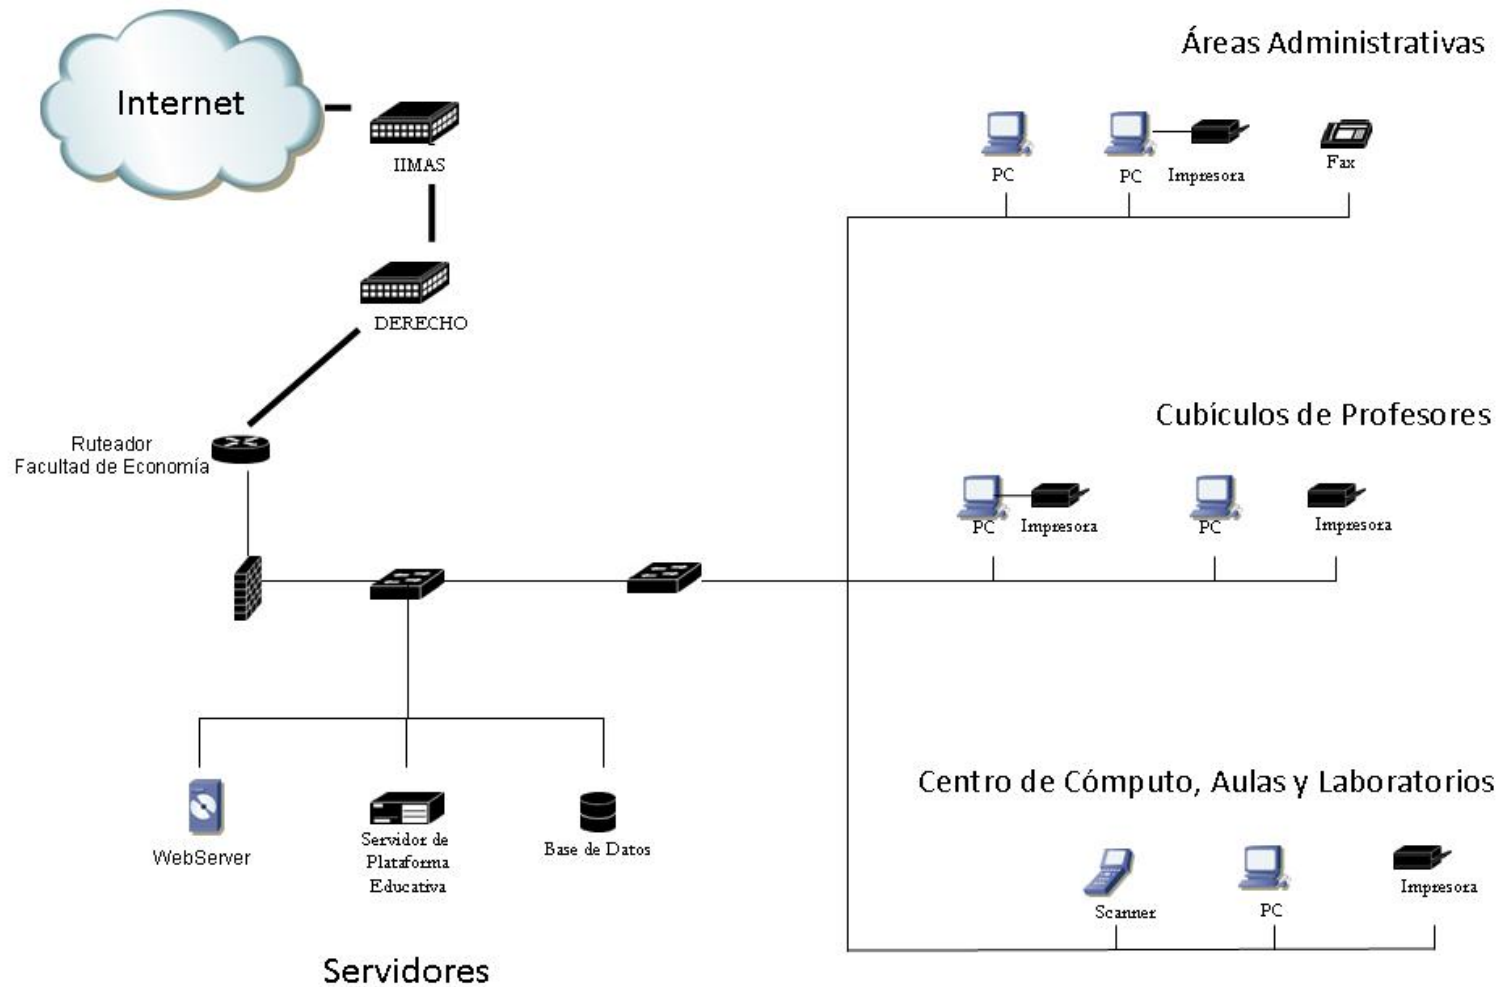 Áreas Administrativas
Internet
IIMAS
PC
PC
Impresora
Fax
DERECHO
Cubículos de Profesores
Ruteador
Facultad de Economía
PC
Impresora
PC
Impresora
Centro de Cómputo, Aulas y Laboratorios
WebServer
Servidor de
Plataforma
Educativa
Base de Datos
Scanner
PC
Impresora
Servidores